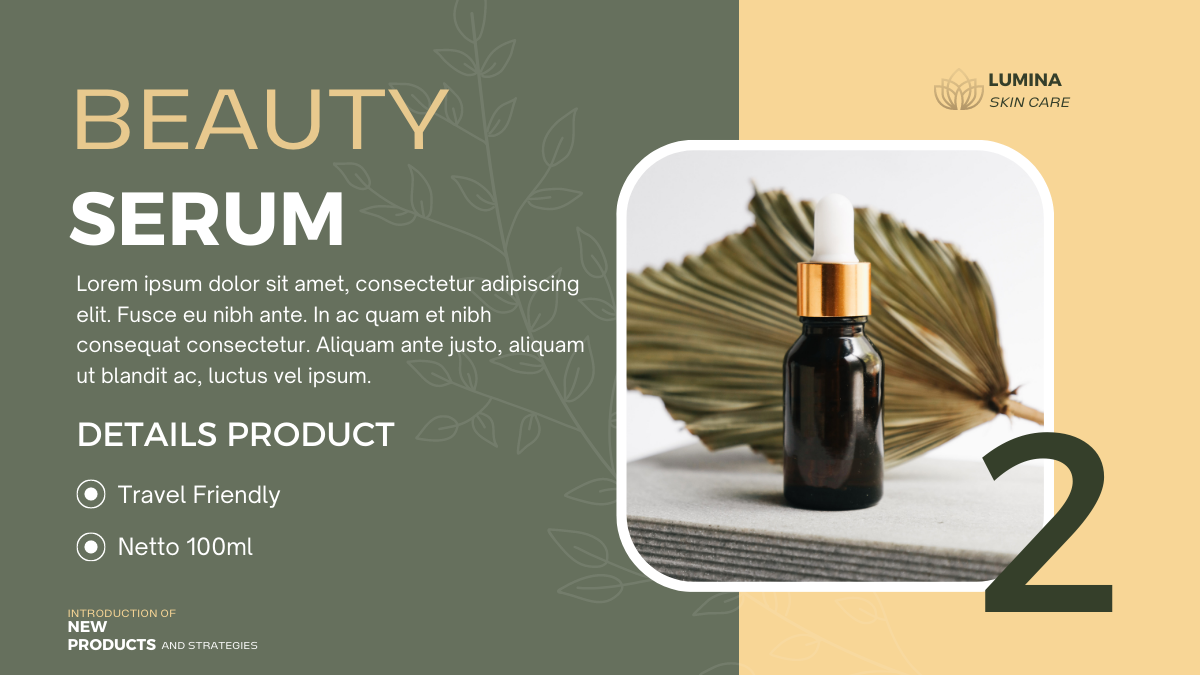 BEAUTY
SERUM
Lorem ipsum dolor sit amet, consectetur adipiscing
elit. Fusce eu nibh ante. In ac quam et nibh
consequat consectetur. Aliquam ante justo, aliquam
ut blandit ac, luctus vel ipsum.
DETAILS PRODUCT
Travel Friendly
Netto 100ml
INTRODUCTION OF
NEW
PRODUCTS AND STRATEGIES
LUMINA
SKIN CARE
2